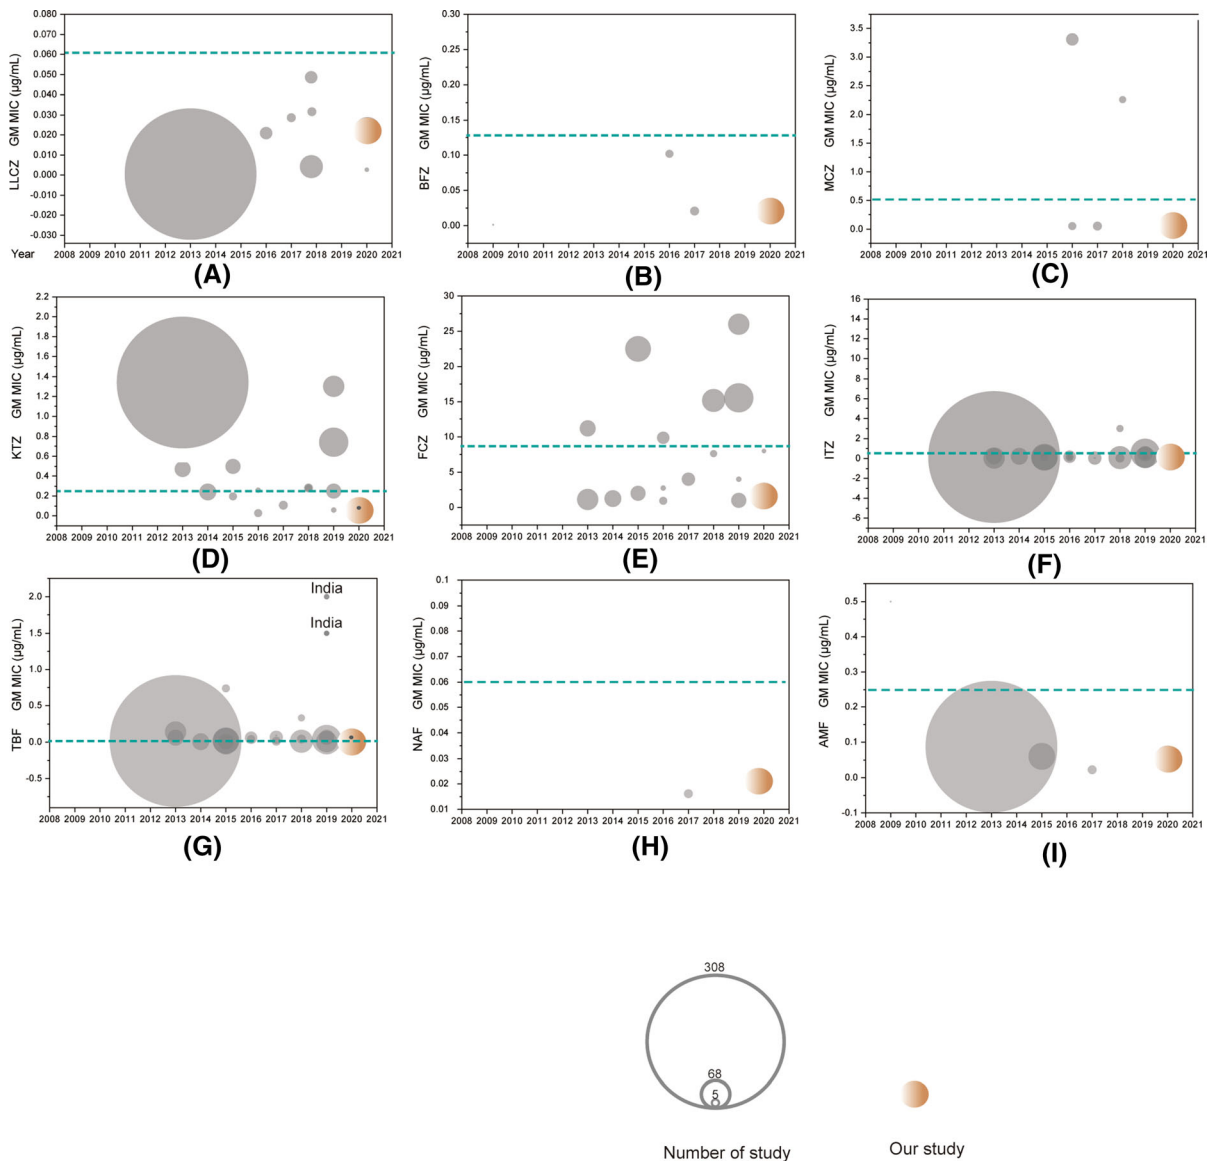 LLCZ GM MIC (µg/mL)
0.080
0.070
0.060
0.050
0.040
0.030
0.020
0.010
0.000
-0.010
-0.020
-0.030
Year
2008 2009 2010 2011 2012 2013 2014 2015 2016 2017 2018 2019 2020 2021
(A)
BFZ GM MIC (µg/mL)
0.30
0.25
0.20
0.15
0.10
0.05
0.00
2008 2009 2010 2011 2012 2013 2014 2015 2016 2017 2018 2019 2020 2021
(B)
MCZ GM MIC (µg/mL)
3.5
3.0
2.5
2.0
1.5
1.0
0.5
0.0
2008 2009 2010 2011 2012 2013 2014 2015 2016 2017 2018 2019 2020 2021
(C)
KTZ GM MIC (µg/mL)
2.2
2.0
1.8
1.6
1.4
1.2
1.0
0.8
0.6
0.4
0.2
0.0
2008 2009 2010 2011 2012 2013 2014 2015 2016 2017 2018 2019 2020 2021
(D)
FCZ GM MIC (µg/mL)
30
25
20
15
10
5
0
2008 2009 2010 2011 2012 2013 2014 2015 2016 2017 2018 2019 2020 2021
(E)
ITZ GM MIC (µg/mL)
16
14
12
10
8
6
4
2
0
-2
-4
-6
2008 2009 2010 2011 2012 2013 2014 2015 2016 2017 2018 2019 2020 2021
(F)
TBF GM MIC (µg/mL)
2.0
1.5
1.0
0.5
0.0
-0.5
India
India
2008 2009 2010 2011 2012 2013 2014 2015 2016 2017 2018 2019 2020 2021
(G)
NAF GM MIC (µg/mL)
0.1
0.09
0.08
0.07
0.06
0.05
0.04
0.03
0.02
0.01
2008 2009 2010 2011 2012 2013 2014 2015 2016 2017 2018 2019 2020 2021
(H)
AMF GM MIC (µg/mL)
0.5
0.4
0.3
0.2
0.1
0.0
-0.1
2008 2009 2010 2011 2012 2013 2014 2015 2016 2017 2018 2019 2020 2021
(I)
308
68
5
Number of study
Our study